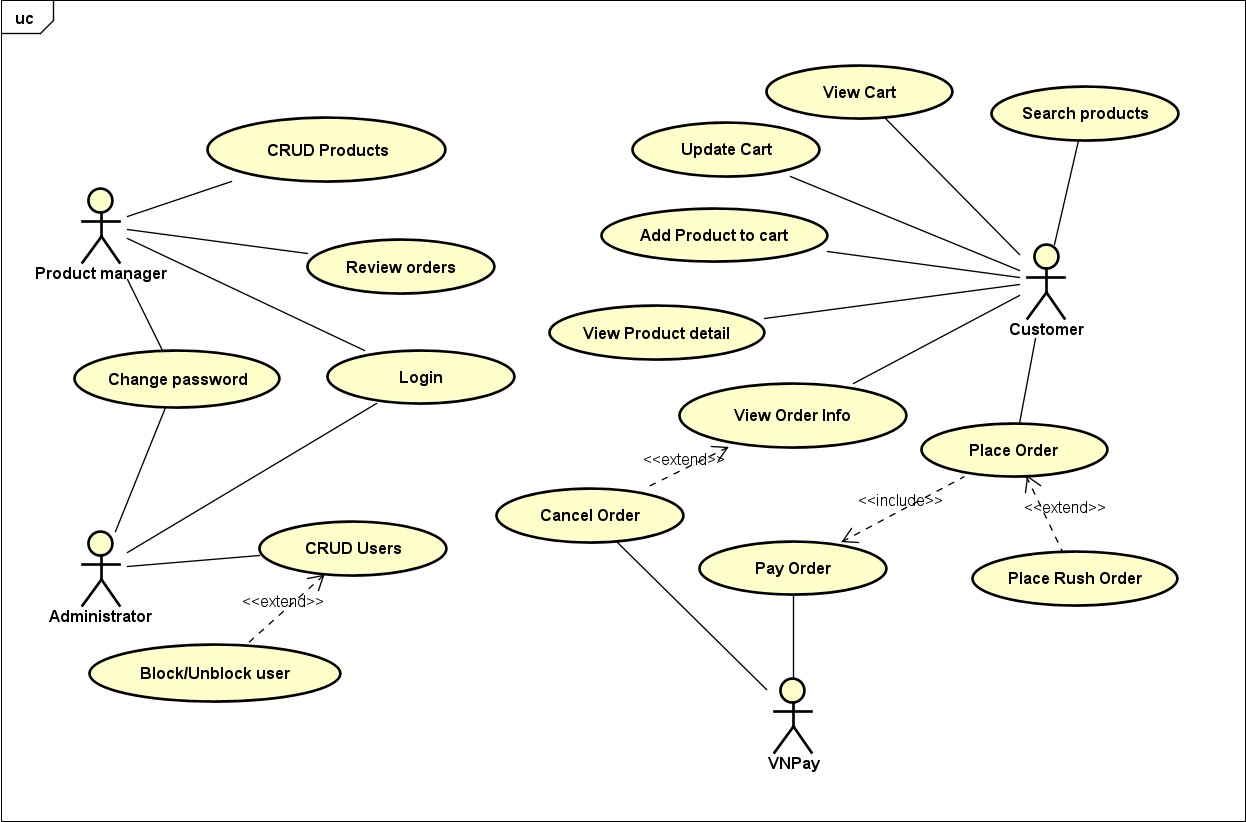 uc
View Cart
Search products
CRUD Products
Update Cart
Add Product to cart
Review orders
Product manager
Customer
View Product detail
Change password
Login
View Order Info
Place Order
<<extend>>
<<include>>
<<extend>>
Cancel Order
CRUD Users
Pay Order
Place Rush Order
<<extend>>
Administrator
Block/Unblock user
VNPay